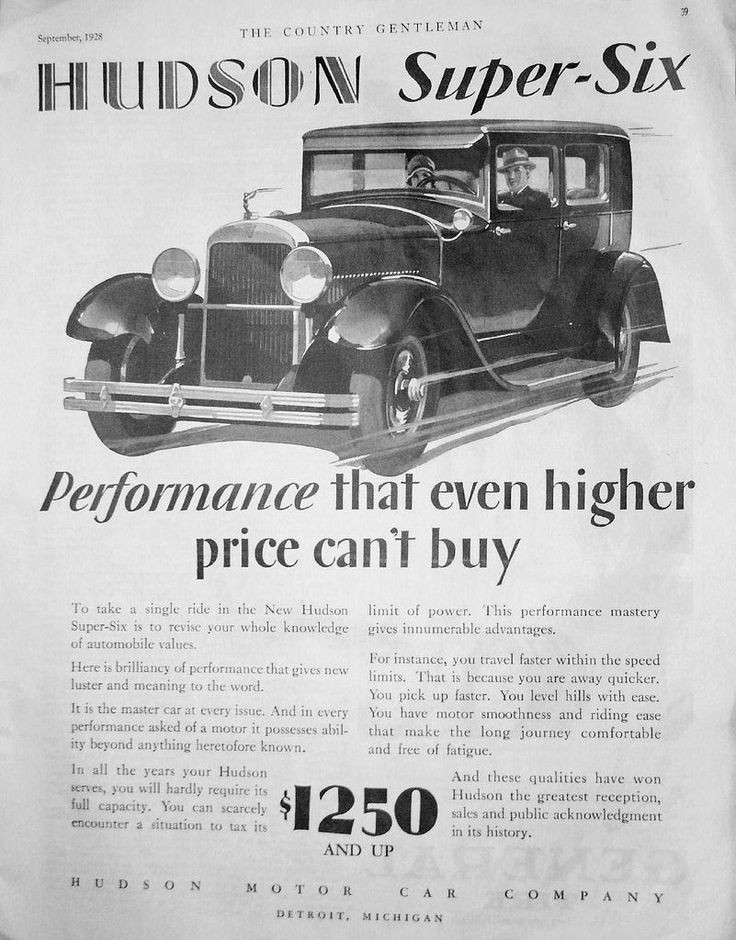 September, 1928
THE COUNTRY GENTLEMAN
39
HUDSON Super-Six
Performance that even higher
price can't buy
To take a single ride in the New Hudson
Super-Six is to revise your whole knowledge
of automobile values.
Here is brilliancy of performance that gives new
luster and meaning to the word.
It is the master car at every issue. And in every
performance asked of a motor it possesses abil-
ity beyond anything heretofore known.
In all the years your Hudson
serves, you will hardly require its
full capacity. You can scarcely
encounter a situation to tax its
limit of power. This performance mastery
gives innumerable advantages.
For instance, you travel faster within the speed
limits. That is because you are away quicker.
You pick up faster. You level hills with ease.
You have motor smoothness and riding ease
that make the long journey comfortable
and free of fatigue.
And these qualities have won
Hudson the greatest reception,
sales and public acknowledgment
in its history.
$1250
AND UP
HUDSON MOTOR CAR COMPANY
DETROIT, MICHIGAN